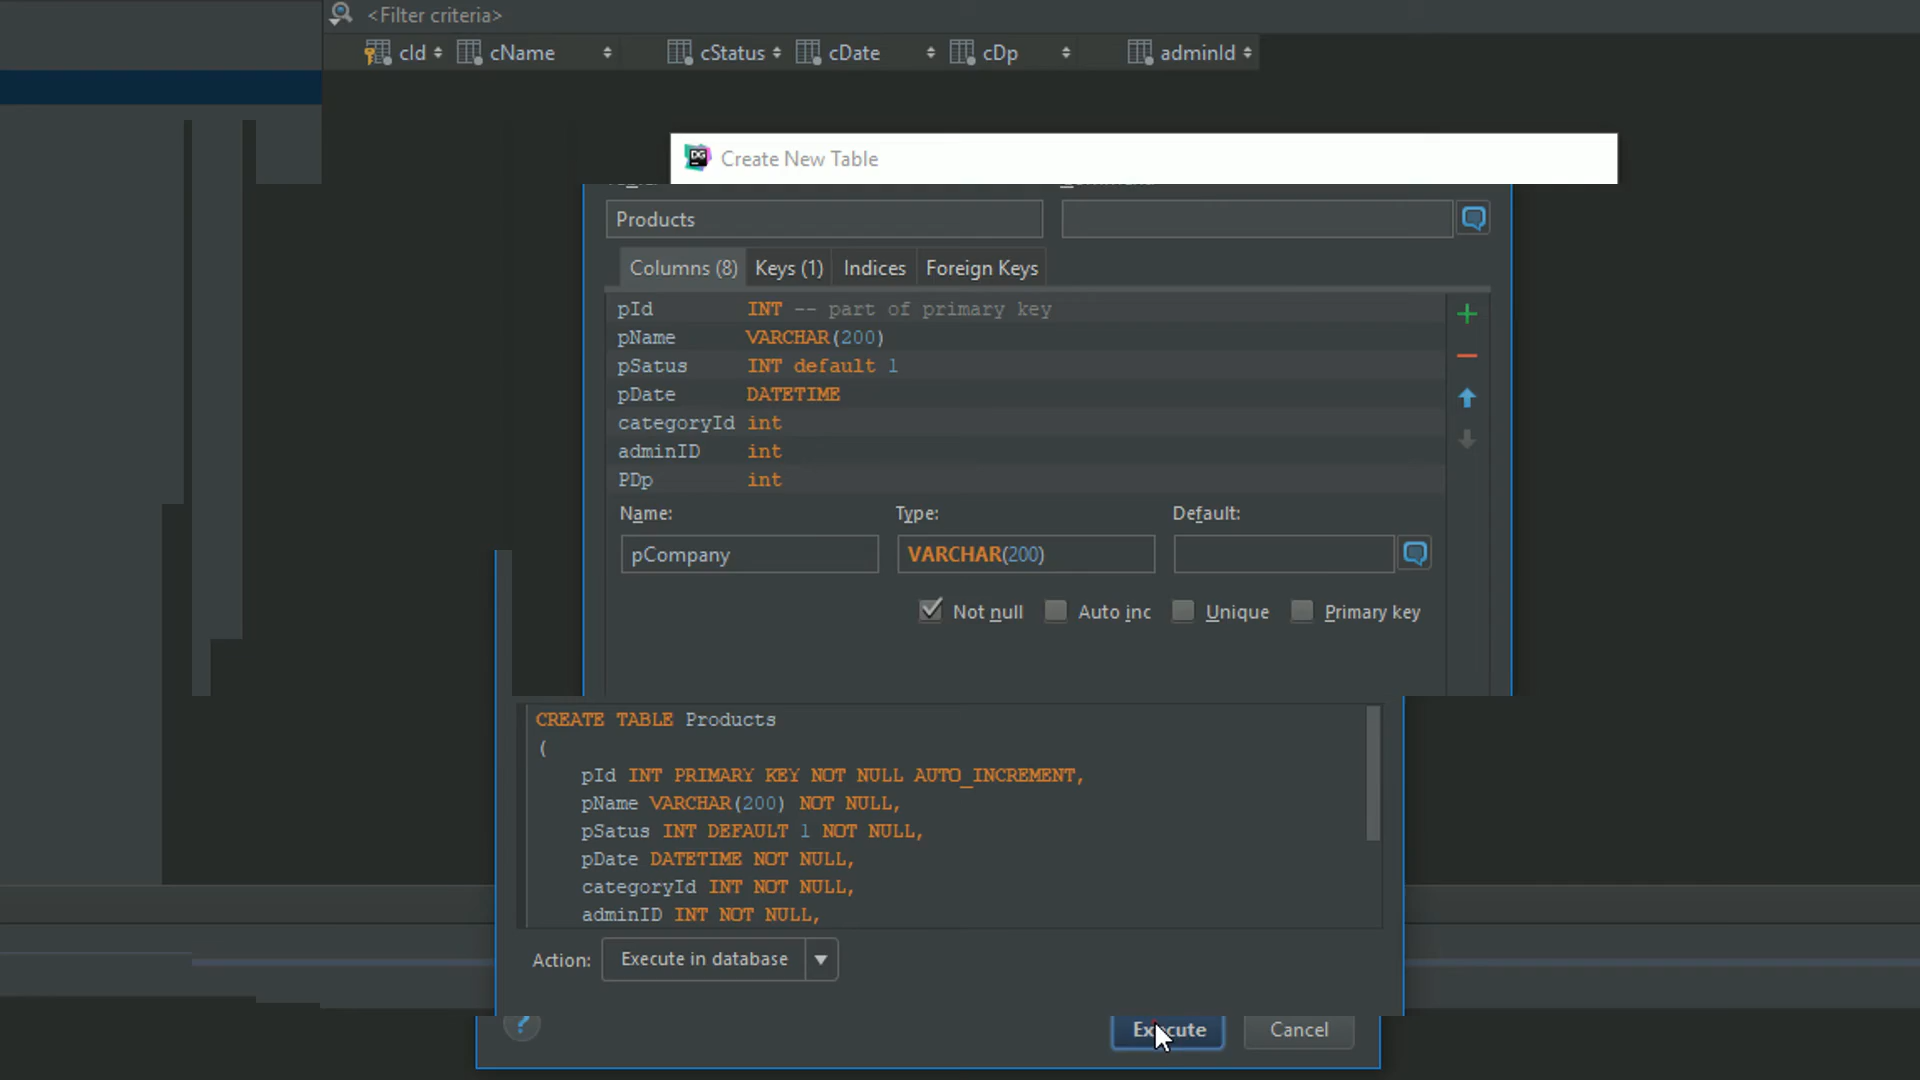 <Filter criteria>
cId cName cStatus cDate cDp adminId
DG Create New Table
Products
Columns (8) Keys (1) Indices Foreign Keys
pId INT -- part of primary key
pName VARCHAR(200)
pSatus INT default 1
pDate DATETIME
categoryId int
adminID int
PDp int
Name: Type: Default:
pCompany VARCHAR(200)
Not null Auto inc Unique Primary key
CREATE TABLE Products
(
pId INT PRIMARY KEY NOT NULL AUTO_INCREMENT,
pName VARCHAR(200) NOT NULL,
pSatus INT DEFAULT 1 NOT NULL,
pDate DATETIME NOT NULL,
categoryId INT NOT NULL,
adminID INT NOT NULL,
Action: Execute in database
? Execute Cancel